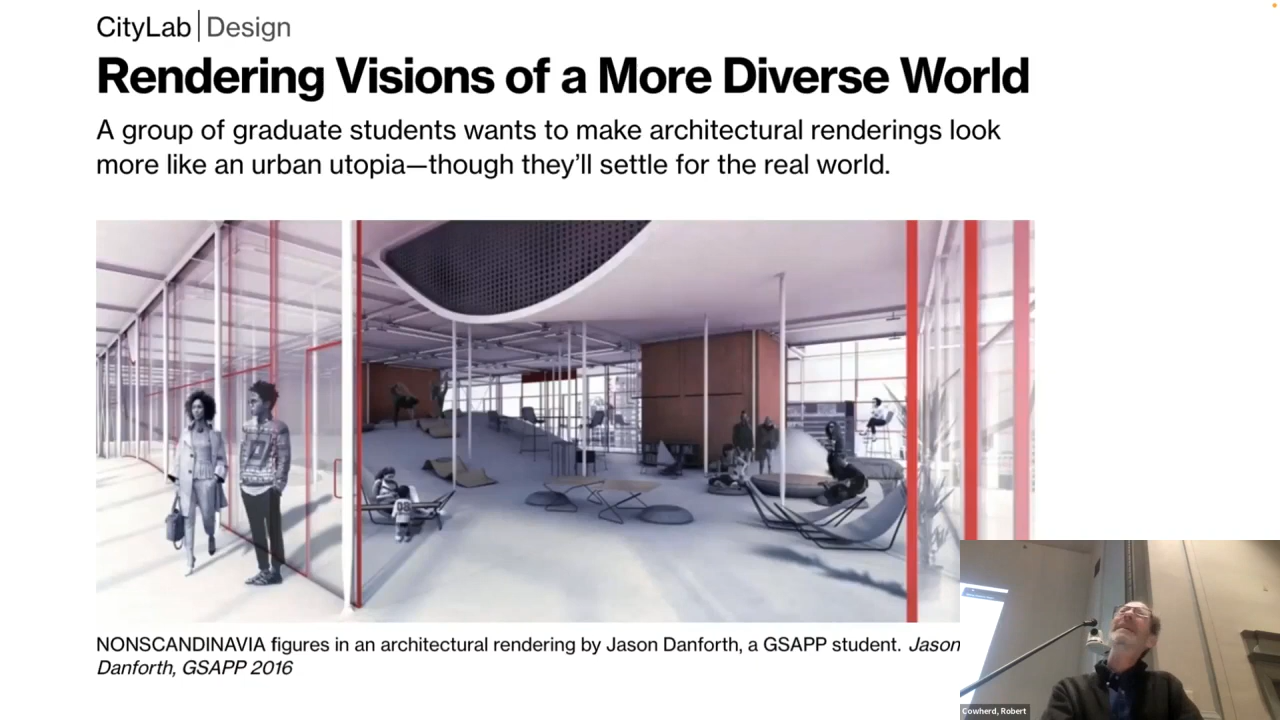 CityLab | Design
Rendering Visions of a More Diverse World
A group of graduate students wants to make architectural renderings look
more like an urban utopia—though they'll settle for the real world.
NONSCANDINAVIA figures in an architectural rendering by Jason Danforth, a GSAPP student. Jason
Danforth, GSAPP 2016
Cowherd, Robert